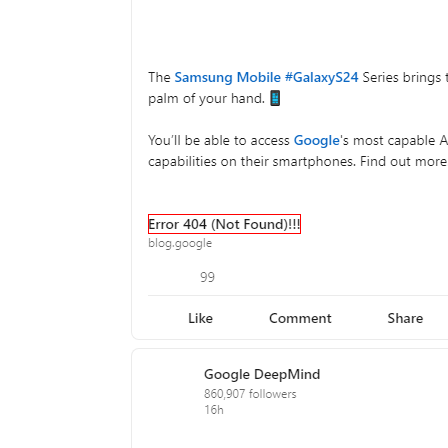 The Samsung Mobile #GalaxyS24 Series brings
palm of your hand.
You'll be able to access Google's most capable
capabilities on their smartphones. Find out more
Error 404 (Not Found)!!!
blog.google
99
Like Comment Share
Google DeepMind
860,907 followers
16h